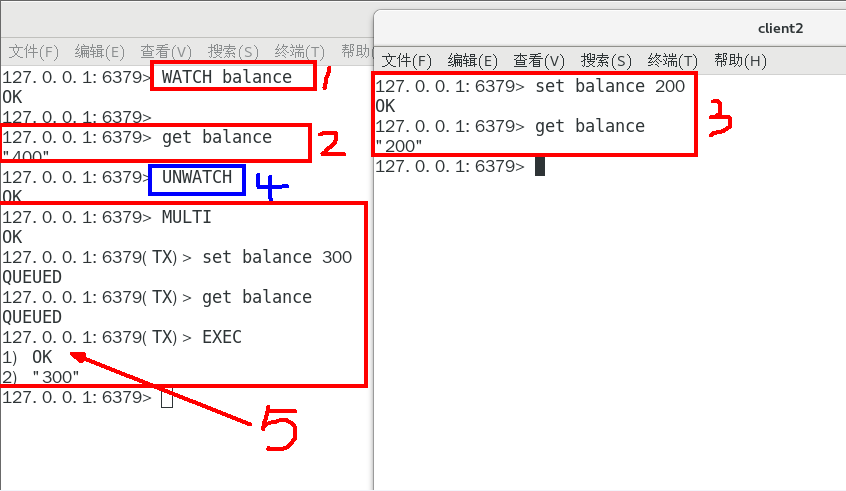 文件(F) 编辑(E) 查看(V) 搜索(S) 终端(T) 帮助
127.0.0.1:6379> WATCH balance
OK
127.0.0.1:6379>
127.0.0.1:6379> get balance
"400"
127.0.0.1:6379> UNWATCH
OK
127.0.0.1:6379> MULTI
OK
127.0.0.1:6379(TX)> set balance 300
QUEUED
127.0.0.1:6379(TX)> get balance
QUEUED
127.0.0.1:6379(TX)> EXEC
1) OK
2) "300"
127.0.0.1:6379>
1
2
4
5
client2
文件(F) 编辑(E) 查看(V) 搜索(S) 终端(T) 帮助(H)
127.0.0.1:6379> set balance 200
OK
127.0.0.1:6379> get balance
"200"
127.0.0.1:6379>
3